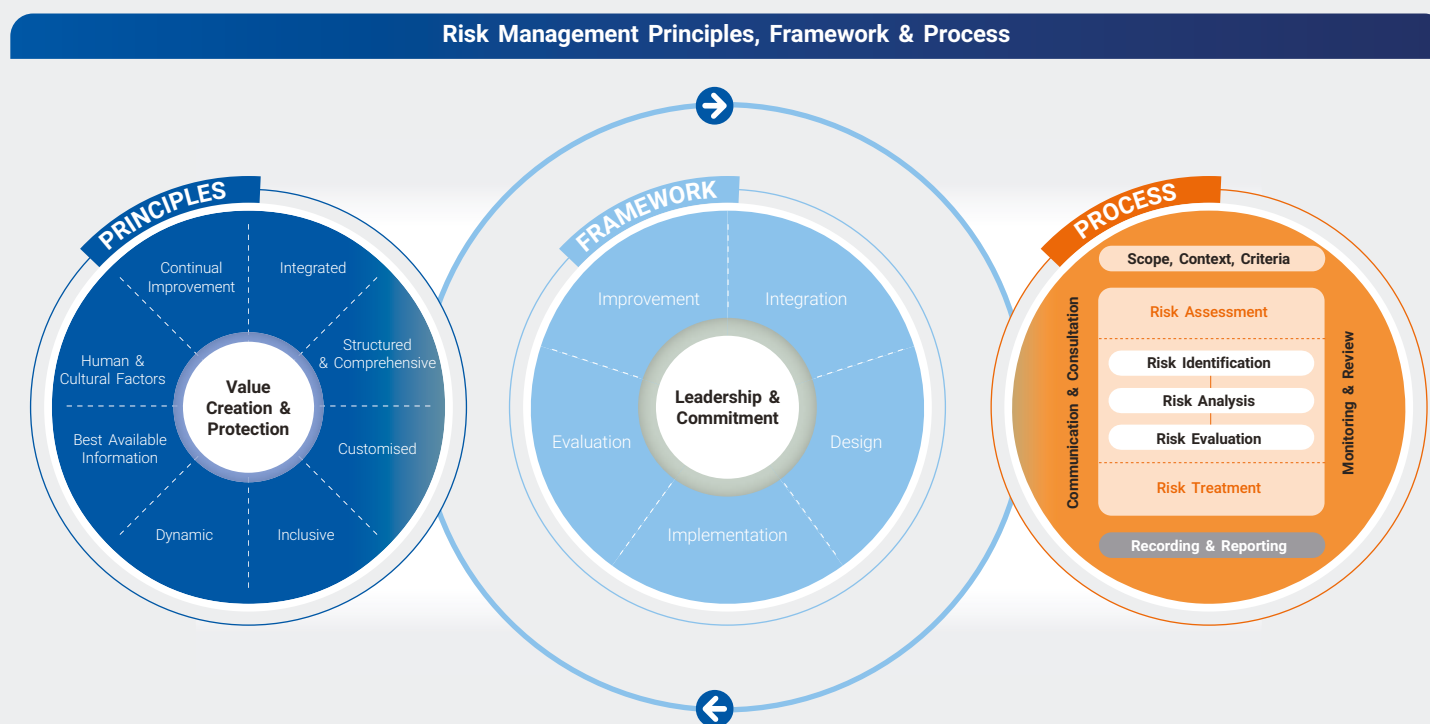 Risk Management Principles, Framework & Process
PRINCIPLES
Continual
Improvement
Integrated
Structured
& Comprehensive
Customised
Inclusive
Dynamic
Best Available
Information
Human &
Cultural Factors
Value
Creation &
Protection
FRAMEWORK
Improvement
Integration
Design
Implementation
Evaluation
Leadership &
Commitment
PROCESS
Scope, Context, Criteria
Communication & Consultation
Risk Assessment
Risk Identification
Risk Analysis
Risk Evaluation
Risk Treatment
Monitoring & Review
Recording & Reporting